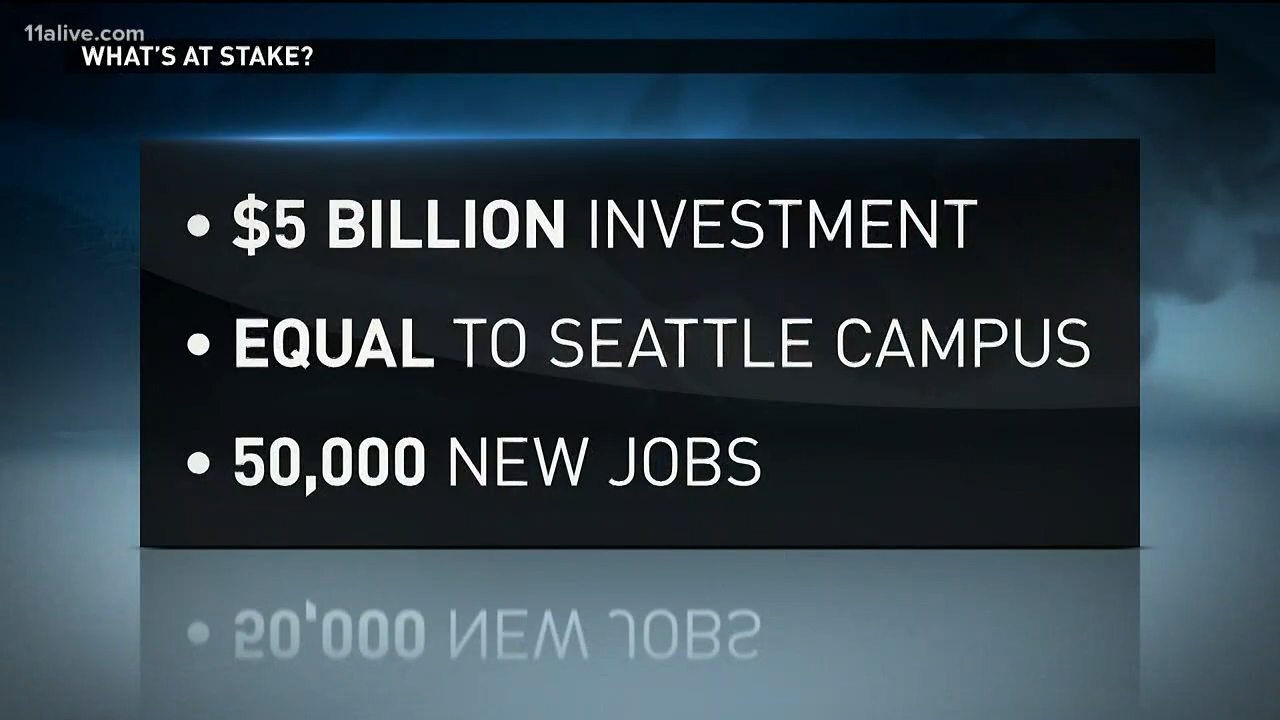 11alive.com
WHAT'S AT STAKE?
• $5 BILLION INVESTMENT
• EQUAL TO SEATTLE CAMPUS
• 50,000 NEW JOBS